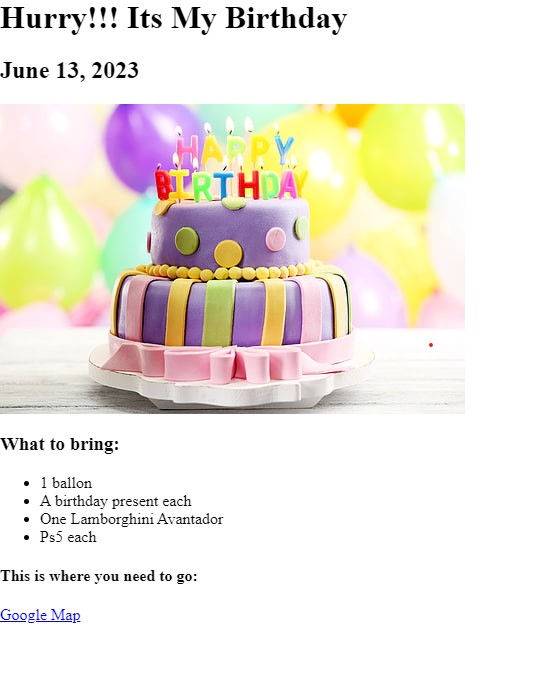 Hurry!!! Its My Birthday
June 13, 2023
HAPPY
BIRTHDAY
What to bring:
1 ballon
A birthday present each
One Lamborghini Avantador
Ps5 each
This is where you need to go:
Google Map